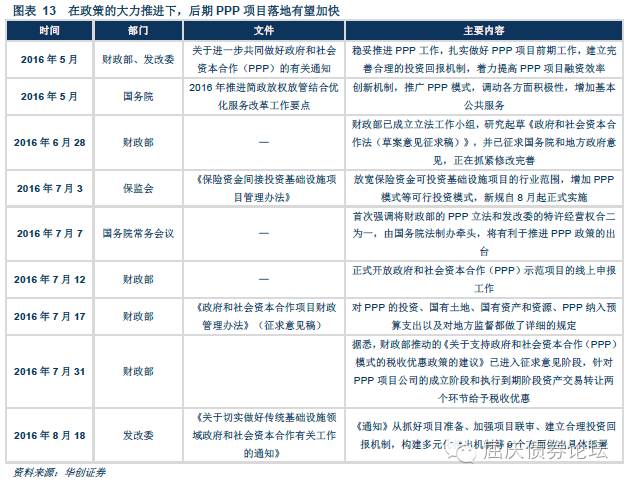 图表 13 在政策的大力推进下，后期 PPP 项目落地有望加快
时间 部门 文件 主要内容
2016 年 5 月 财政部、发改委 关于进一步共同做好政府和社会
资本合作（PPP）的有关通知
稳妥推进 PPP 工作，扎实做好 PPP 项目前期工作，建立完
善合理的投资回报机制，着力提高 PPP 项目融资效率
2016 年 5 月 国务院 2016 年推进简政放权放管结合优
化服务改革工作要点
创新机制，推广 PPP 模式，调动各方面积极性，增加基本
公共服务
2016 年 6 月 28 财政部 —
财政部已成立立法工作小组，研究起草《政府和社会资本合
作法（草案意见征求稿）》，并已征求国务院和地方政府意
见，正在抓紧修改完善
2016 年 7 月 3 保监会 《保险资金间接投资基础设施项
目管理办法》
放宽保险资金可投资基础设施项目的行业范围，增加 PPP
模式等可行投资模式，新规自 8 月起正式实施
2016 年 7 月 7 国务院常务会议 —
首次强调将财政部的 PPP 立法和发改委的特许经营权合二
为一，由国务院法制办牵头，将有利于推进 PPP 政策的出
台
2016 年 7 月 12 财政部 —
正式开放政府和社会资本合作（PPP）示范项目的线上申报
工作
2016 年 7 月 17 财政部 《政府和社会资本合作项目财政
管理办法》（征求意见稿）
对 PPP 的投资、国有土地、国有资产和资源、PPP 纳入预
算支出以及对地方监督都做了详细的规定
2016 年 7 月 31 财政部
据悉，财政部推动的《关于支持政府和社会资本合作（PPP）
模式的税收优惠政策的建议》已进入征求意见阶段，针对
PPP 项目公司的成立阶段和执行到期阶段资产交易转让两
个环节给予税收优惠
2016 年 8 月 18 发改委 《关于切实做好传统基础设施领
域政府和社会资本合作有关工作
的通知》
《通知》从抓好项目准备、加强项目联审、建立合理投资回
报机制，构建多元化退出机制等 个方面提出具体部署
屈庆债券论坛
资料来源：华创证券